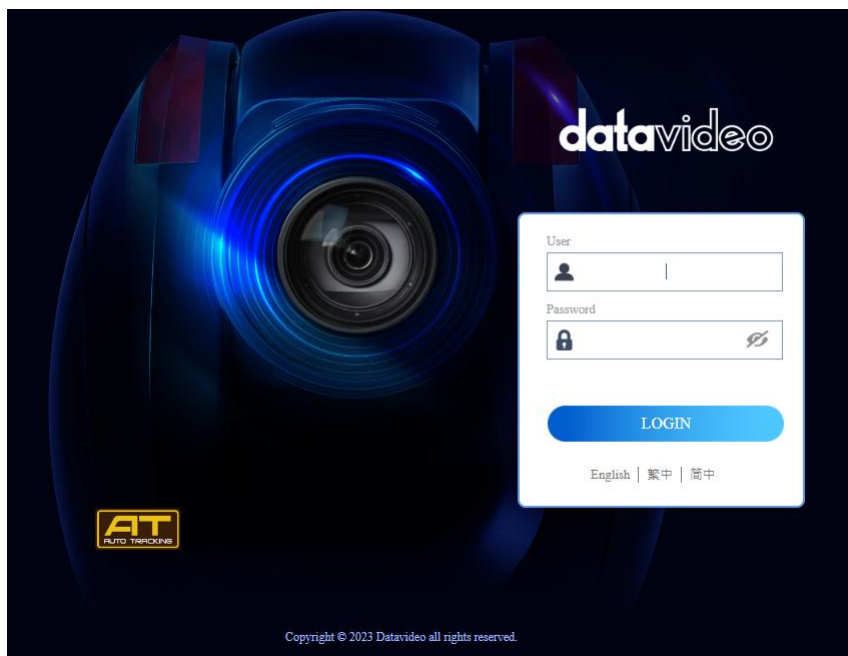 datavideo
User
Password
LOGIN
English | 繁中 | 简中
AT
AUTO TRACKING
Copyright © 2023 Datavideo all rights reserved.